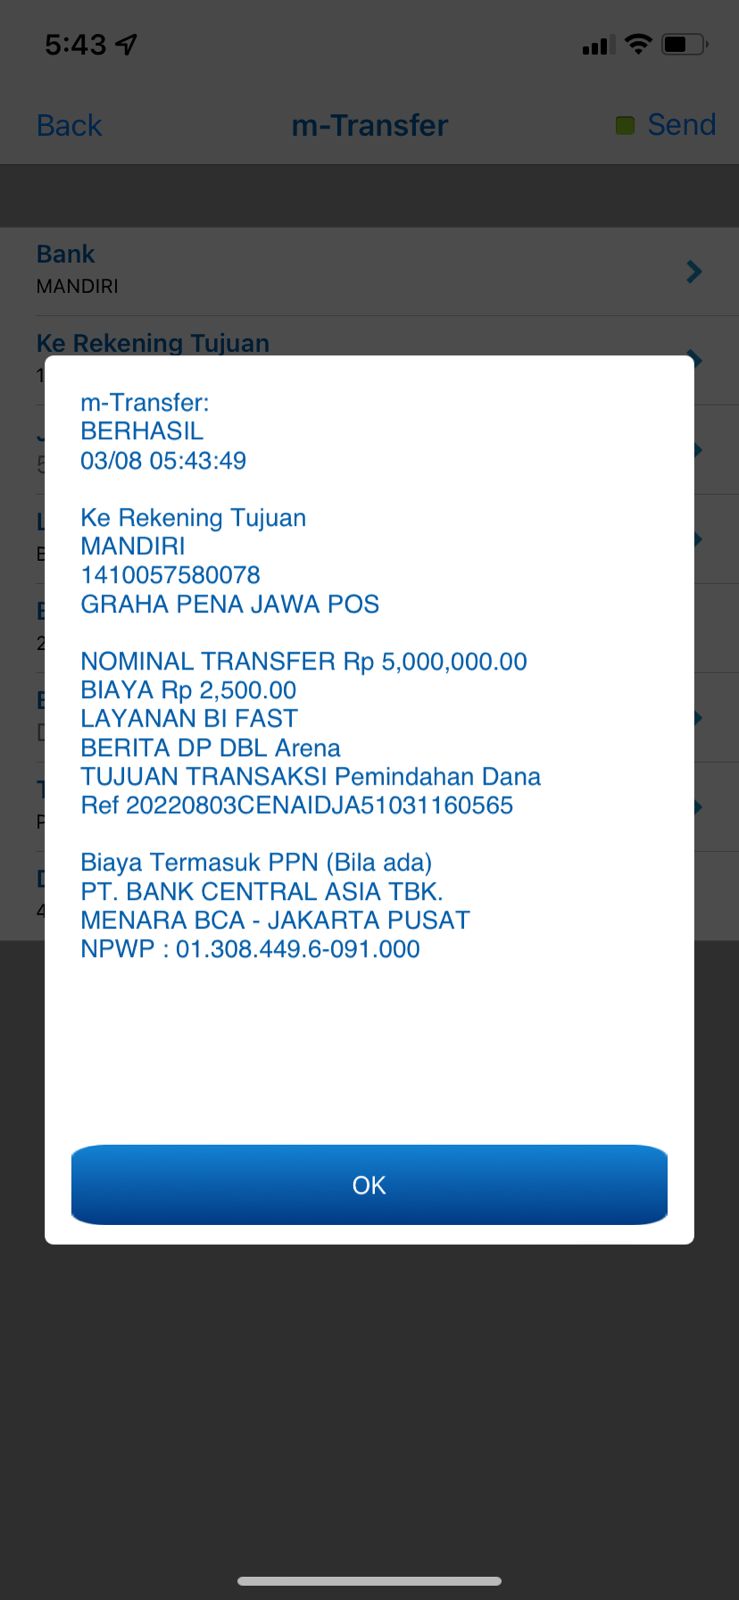 5:43
Back
m-Transfer
Send
Bank
MANDIRI
Ke Rekening Tujuan
m-Transfer:
BERHASIL
03/08 05:43:49
Ke Rekening Tujuan
MANDIRI
1410057580078
GRAHA PENA JAWA POS
NOMINAL TRANSFER Rp 5,000,000.00
BIAYA Rp 2,500.00
LAYANAN BI FAST
BERITA DP DBL Arena
TUJUAN TRANSAKSI Pemindahan Dana
Ref 20220803CENAIDJA51031160565
Biaya Termasuk PPN (Bila ada)
PT. BANK CENTRAL ASIA TBK.
MENARA BCA - JAKARTA PUSAT
NPWP : 01.308.449.6-091.000
OK